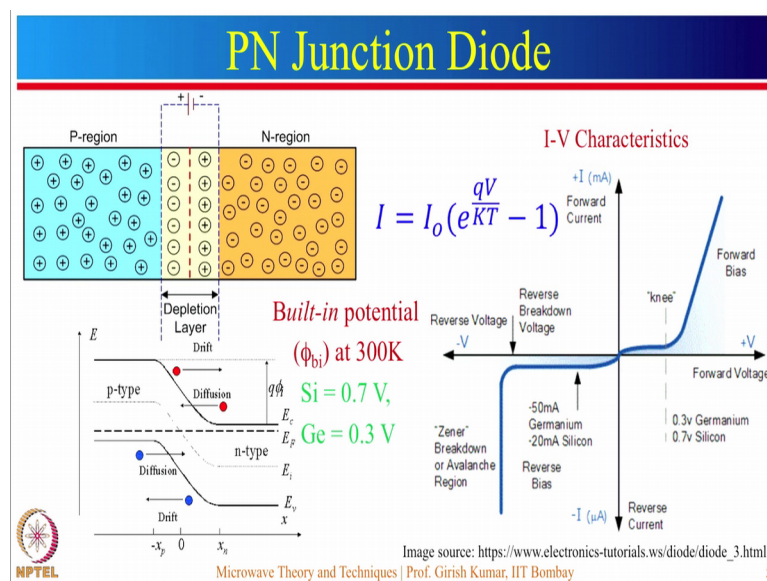 PN Junction Diode
+ -
P-region
N-region
Depletion
Layer
I = I₀(e^(qV/KT) − 1)
Built-in potential
(ϕbi) at 300K
Si = 0.7 V,
Ge = 0.3 V
E
Drift
Diffusion
p-type
n-type
Ec
EF
Ei
Ev
Diffusion
Drift
x
-xp 0 xn
I-V Characteristics
+I (mA)
Forward
Current
Forward
Bias
"knee"
Reverse
Breakdown
Voltage
Reverse Voltage
-V
+V
Forward Voltage
-50mA
Germanium
-20mA Silicon
0.3v Germanium
0.7v Silicon
"Zener"
Breakdown
or Avalanche
Region
Reverse
Bias
-I (μA)
Reverse
Current
Image source: https://www.electronics-tutorials.ws/diode/diode_3.html
NPTEL
Microwave Theory and Techniques | Prof. Girish Kumar, IIT Bombay